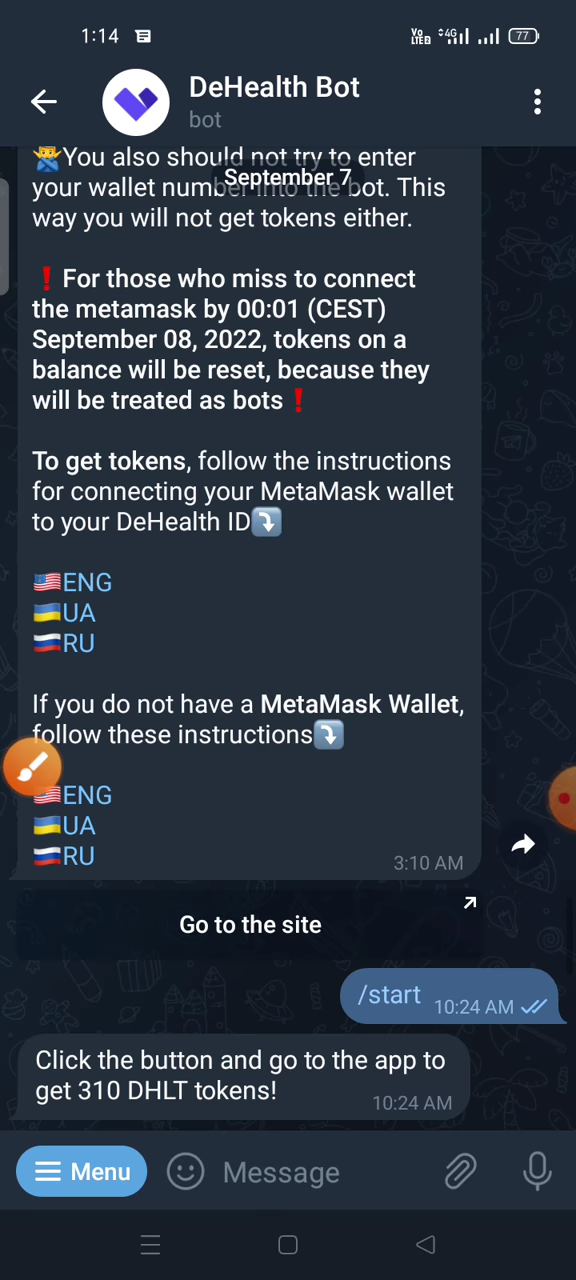 1:14
Vo LTE2 4G 77
DeHealth Bot
bot
🙅You also should not try to enter
September 7
your wallet number into the bot. This
way you will not get tokens either.
❗For those who miss to connect
the metamask by 00:01 (CEST)
September 08, 2022, tokens on a
balance will be reset, because they
will be treated as bots❗
To get tokens, follow the instructions
for connecting your MetaMask wallet
to your DeHealth ID⤵️
🇺🇸ENG
🇺🇦UA
🇷🇺RU
If you do not have a MetaMask Wallet,
follow these instructions⤵️
🇺🇸ENG
🇺🇦UA
🇷🇺RU
3:10 AM
Go to the site
/start 10:24 AM
Click the button and go to the app to
get 310 DHLT tokens!
10:24 AM
Menu Message